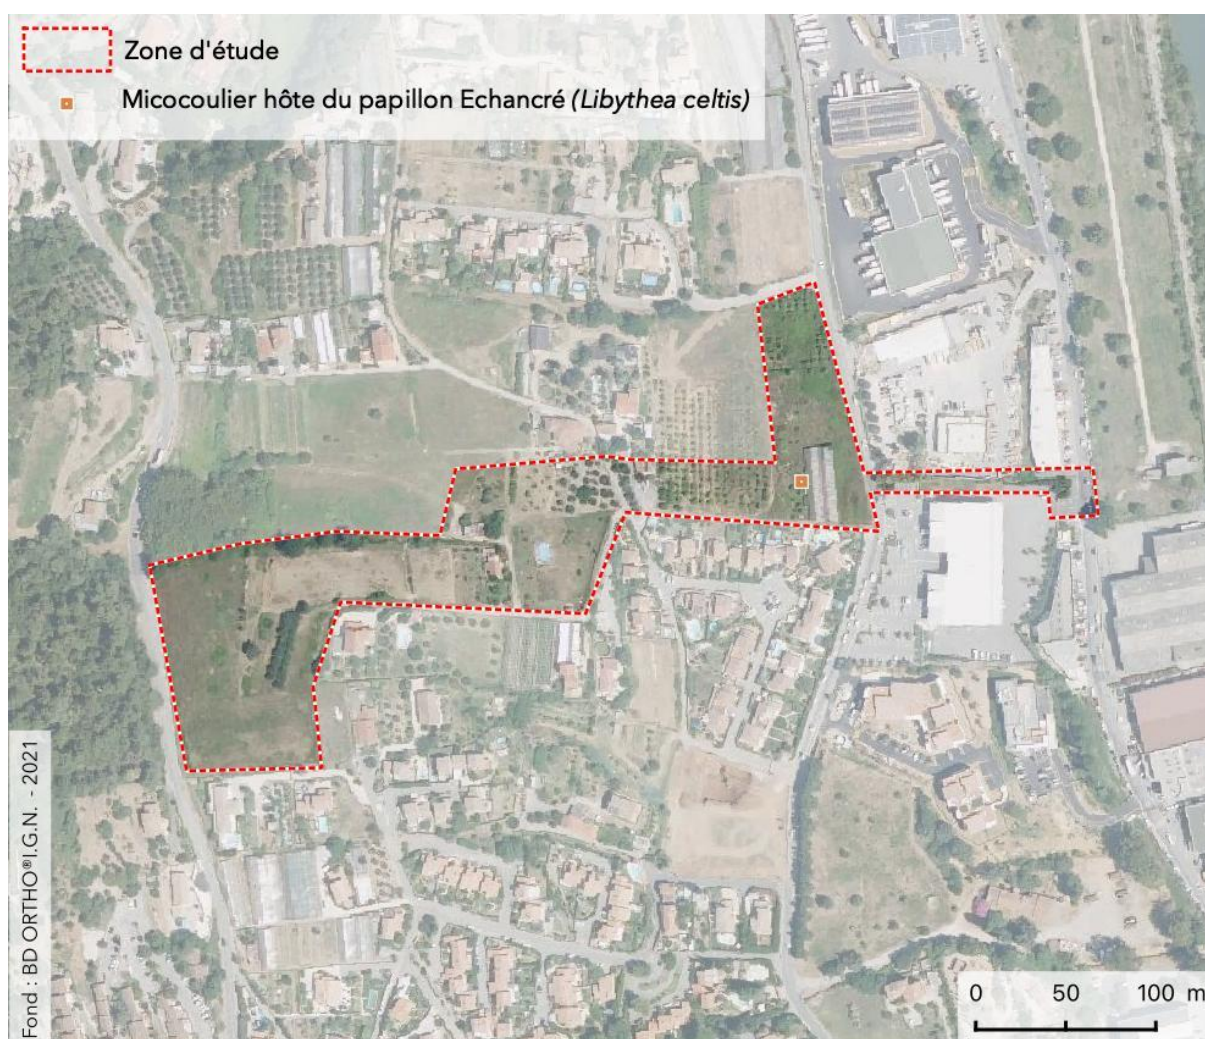 Zone d'étude
Micocoulier hôte du papillon Echancré (Libythea celtis)
Fond : BD ORTHO®I.G.N. - 2021
0 50 100 m